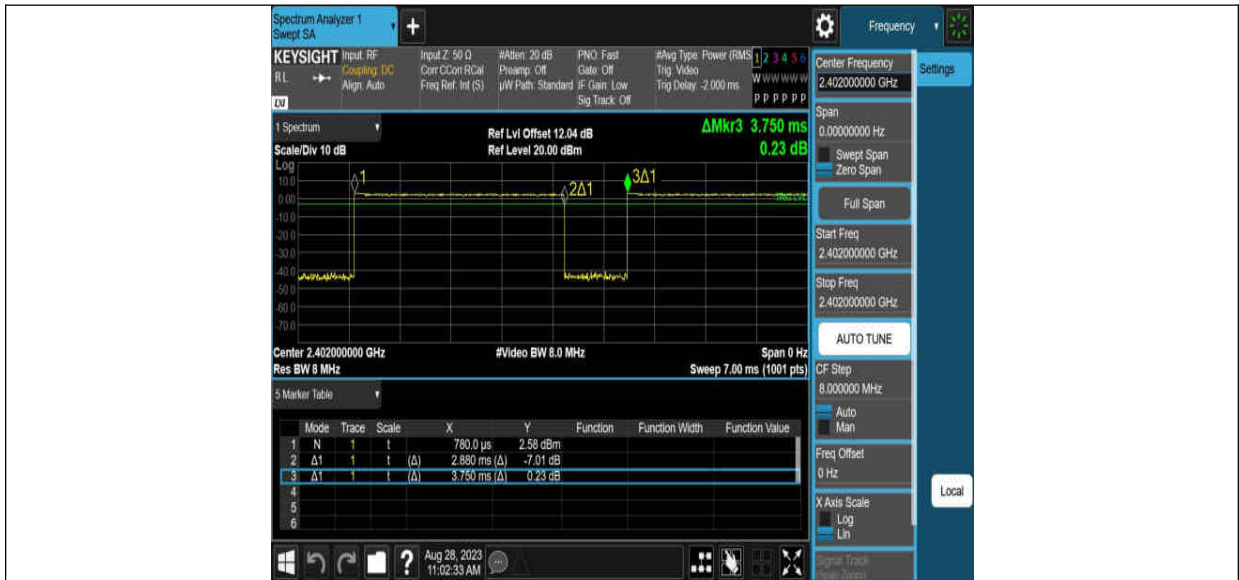 Spectrum Analyzer 1
Swept SA
+
Frequency
KEYSIGHT
RL
LXI
Input: RF
Coupling: DC
Align: Auto
Input Z: 50 Ω
Corr CCorr RCal
Freq Ref: Int (S)
#Atten: 20 dB
Preamp: Off
µW Path: Standard
PNO: Fast
Gate: Off
IF Gain: Low
Sig Track: Off
#Avg Type: Power (RMS
Trig: Video
Trig Delay: -2.000 ms
1 2 3 4 5 6
W W W W W W
P P P P P P
1 Spectrum
Scale/Div 10 dB
Ref Lvl Offset 12.04 dB
Ref Level 20.00 dBm
ΔMkr3 3.750 ms
0.23 dB
Log
10.0
0.00
-10.0
-20.0
-30.0
-40.0
-50.0
-60.0
-70.0
1
2Δ1
3Δ1
TRIG LVL
Center 2.402000000 GHz
#Video BW 8.0 MHz
Span 0 Hz
Res BW 8 MHz
Sweep 7.00 ms (1001 pts)
5 Marker Table
Mode Trace Scale X Y Function Function Width Function Value
1 N 1 t 780.0 µs 2.58 dBm
2 Δ1 1 t (Δ) 2.880 ms (Δ) -7.01 dB
3 Δ1 1 t (Δ) 3.750 ms (Δ) 0.23 dB
4
5
6
?
Aug 28, 2023
11:02:33 AM
Center Frequency
2.402000000 GHz
Settings
Span
0.00000000 Hz
Swept Span
Zero Span
Full Span
Start Freq
2.402000000 GHz
Stop Freq
2.402000000 GHz
AUTO TUNE
CF Step
8.000000 MHz
Auto
Man
Freq Offset
0 Hz
X Axis Scale
Log
Lin
Local
Signal Track
(Span Zoom)